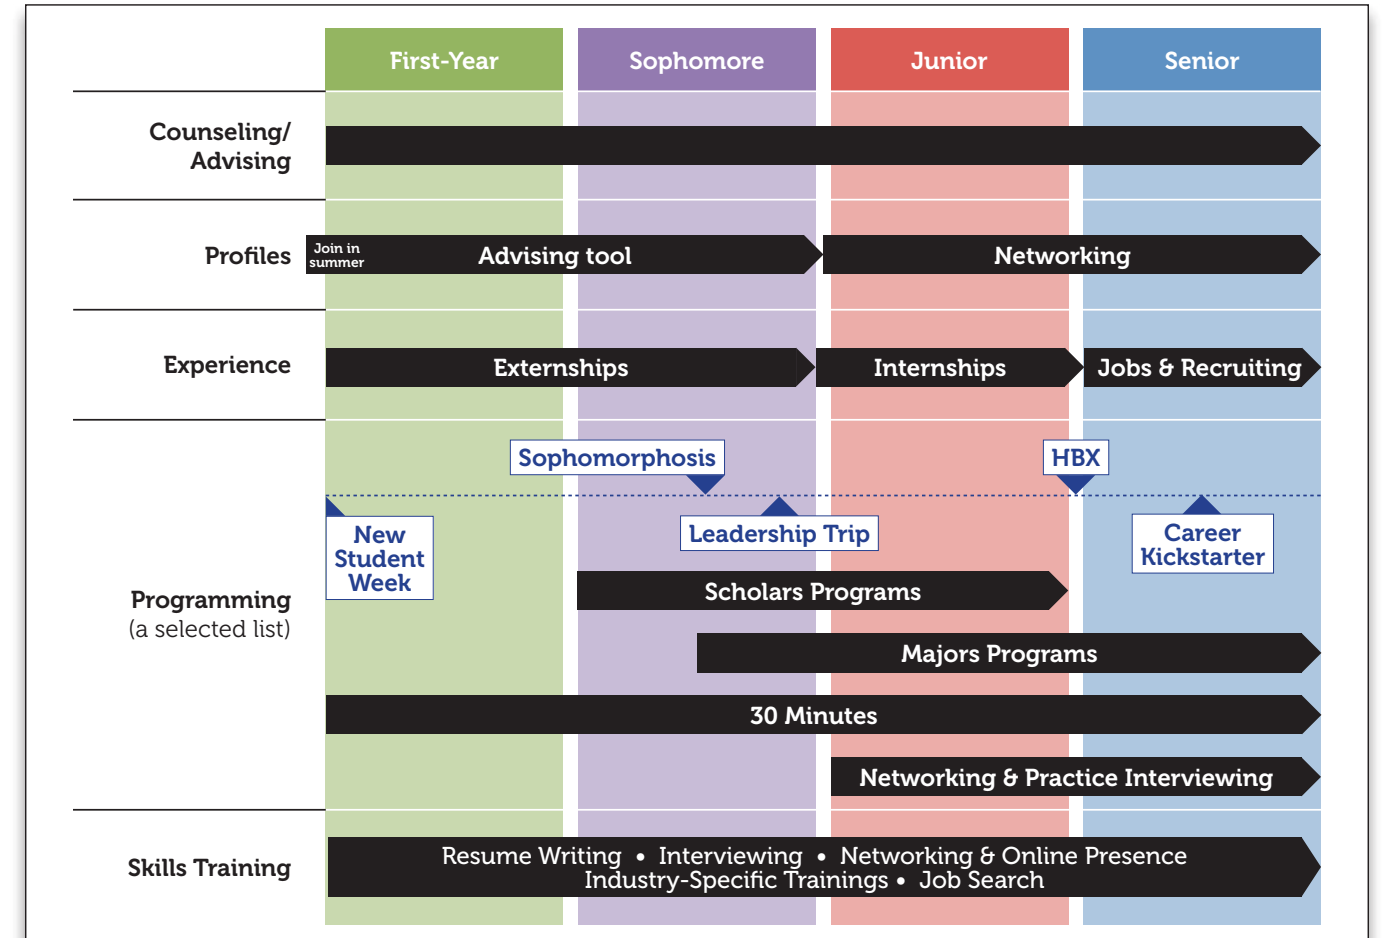 First-Year
Sophomore
Junior
Senior
Counseling/
Advising
Profiles
Join in
summer
Advising tool
Networking
Experience
Externships
Internships
Jobs & Recruiting
Sophomorphosis
HBX
New
Student
Week
Leadership Trip
Career
Kickstarter
Programming
(a selected list)
Scholars Programs
Majors Programs
30 Minutes
Networking & Practice Interviewing
Skills Training
Resume Writing • Interviewing • Networking & Online Presence
Industry-Specific Trainings • Job Search